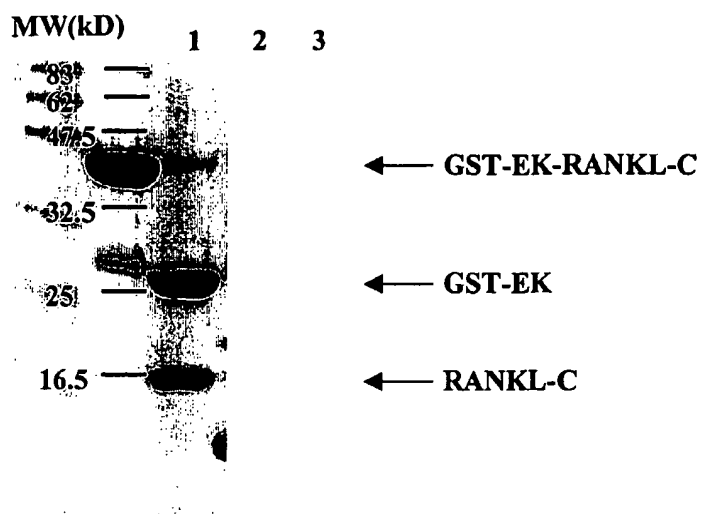 MW(kD)
1 2 3
83
62
47.5
GST-EK-RANKL-C
32.5
GST-EK
25
16.5
RANKL-C